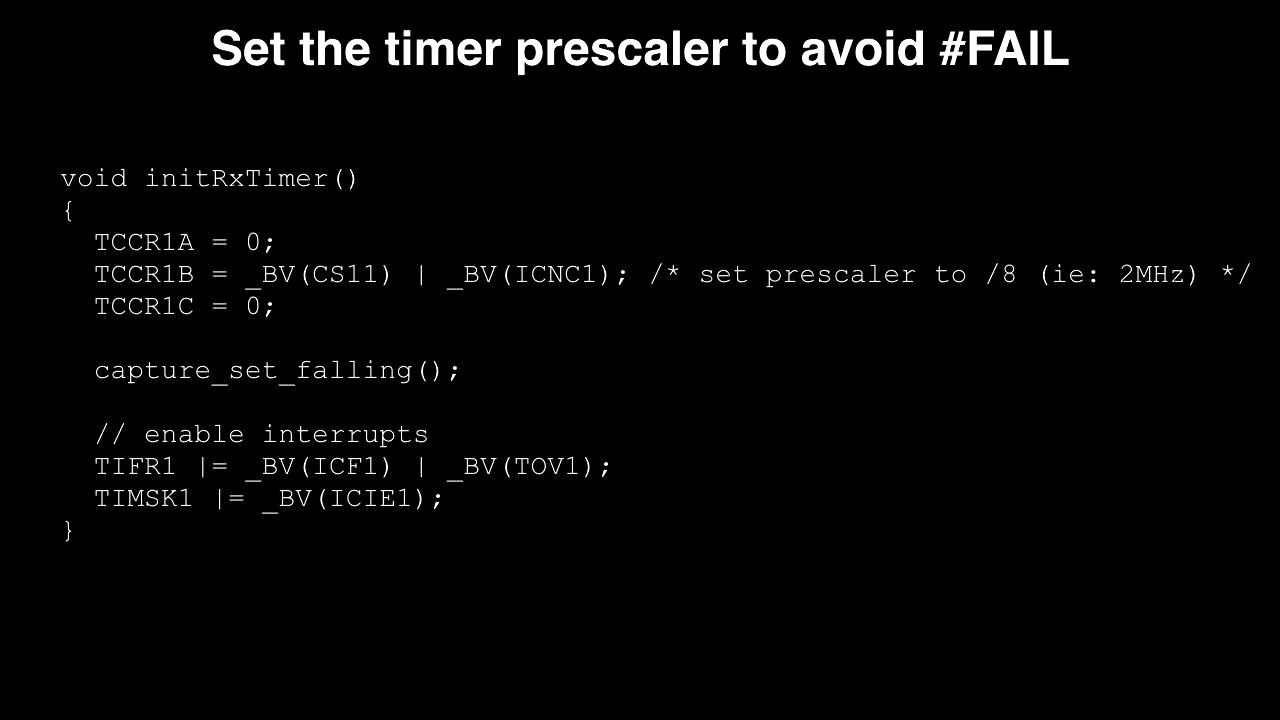 Set the timer prescaler to avoid #FAIL
void initRxTimer()
{
  TCCR1A = 0;
  TCCR1B = _BV(CS11) | _BV(ICNC1); /* set prescaler to /8 (ie: 2MHz) */
  TCCR1C = 0;
  capture_set_falling();
  // enable interrupts
  TIFR1 |= _BV(ICF1) | _BV(TOV1);
  TIMSK1 |= _BV(ICIE1);
}